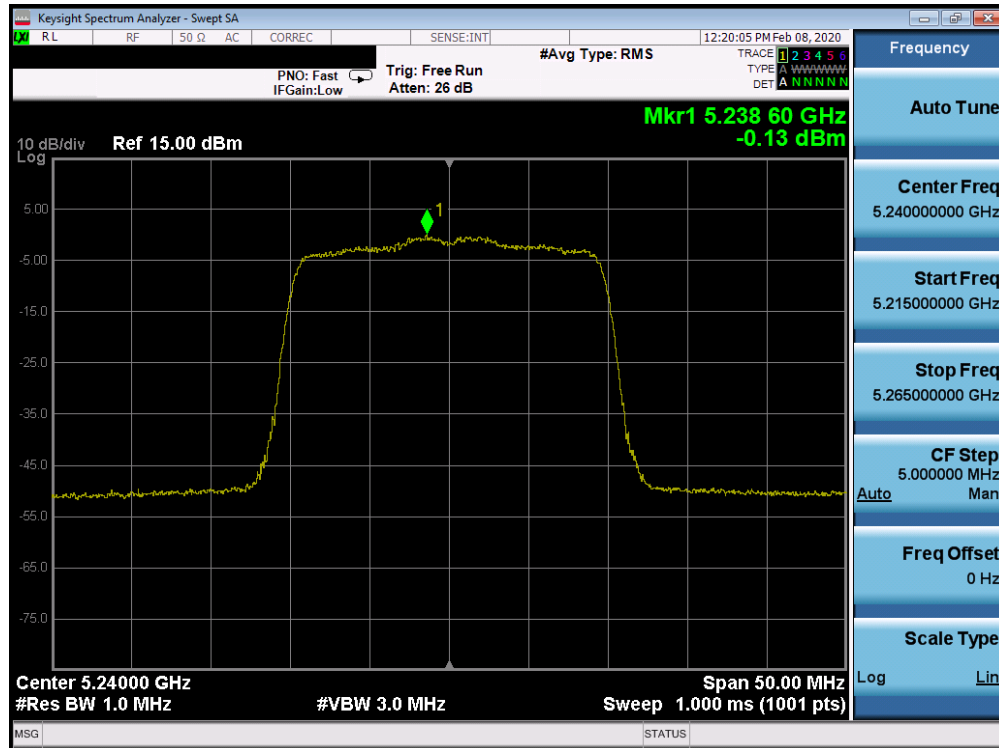 Keysight Spectrum Analyzer - Swept SA
LXI RL RF 50 Ω AC CORREC SENSE:INT 12:20:05 PM Feb 08, 2020
#Avg Type: RMS TRACE 1 2 3 4 5 6
PNO: Fast Trig: Free Run TYPE A WWWWW
IFGain:Low Atten: 26 dB DET A N N N N N
Frequency
Mkr1 5.238 60 GHz
-0.13 dBm
10 dB/div Ref 15.00 dBm
Log
1
5.00
-5.00
-15.0
-25.0
-35.0
-45.0
-55.0
-65.0
-75.0
Center 5.24000 GHz Span 50.00 MHz
#Res BW 1.0 MHz #VBW 3.0 MHz Sweep 1.000 ms (1001 pts)
Auto Tune
Center Freq
5.240000000 GHz
Start Freq
5.215000000 GHz
Stop Freq
5.265000000 GHz
CF Step
5.000000 MHz
Auto Man
Freq Offset
0 Hz
Scale Type
Log Lin
MSG STATUS